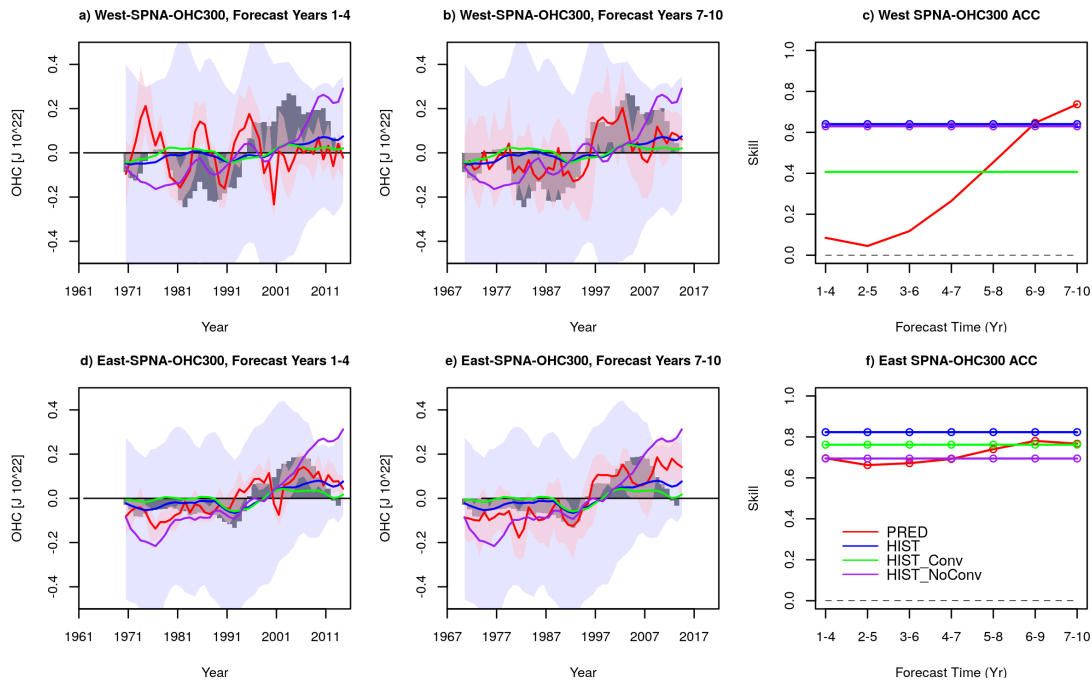 a) West-SPNA-OHC300, Forecast Years 1-4
OHC [J 10^22]
0.4
0.2
0.0
-0.2
-0.4
1961 1971 1981 1991 2001 2011
Year
b) West-SPNA-OHC300, Forecast Years 7-10
OHC [J 10^22]
0.4
0.2
0.0
-0.2
-0.4
1967 1977 1987 1997 2007 2017
Year
c) West SPNA-OHC300 ACC
Skill
1.0
0.8
0.6
0.4
0.2
0.0
1-4 2-5 3-6 4-7 5-8 6-9 7-10
Forecast Time (Yr)
d) East-SPNA-OHC300, Forecast Years 1-4
OHC [J 10^22]
0.4
0.2
0.0
-0.2
-0.4
1961 1971 1981 1991 2001 2011
Year
e) East-SPNA-OHC300, Forecast Years 7-10
OHC [J 10^22]
0.4
0.2
0.0
-0.2
-0.4
1967 1977 1987 1997 2007 2017
Year
f) East SPNA-OHC300 ACC
Skill
1.0
0.8
0.6
0.4
0.2
0.0
PRED
HIST
HIST_Conv
HIST_NoConv
1-4 2-5 3-6 4-7 5-8 6-9 7-10
Forecast Time (Yr)